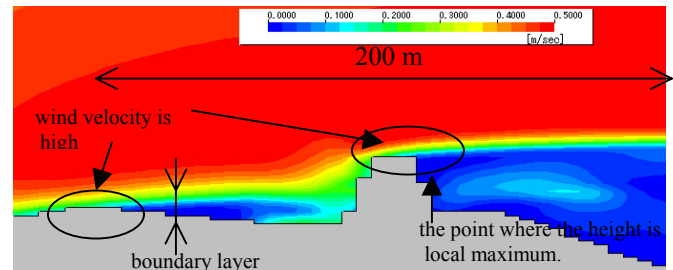 0.0000 0.1000 0.2000 0.3000 0.4000 0.5000
[m/sec]
200 m
wind velocity is
high
the point where the height is
local maximum.
boundary layer